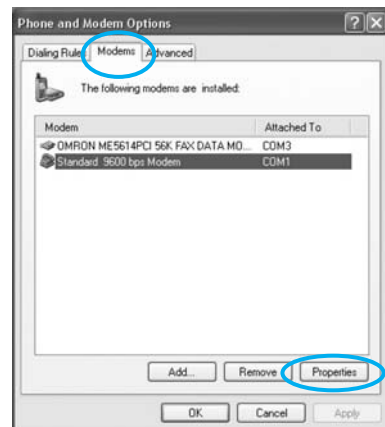 Phone and Modem Options
Dialing Rules Modems Advanced
The following modems are installed:
Modem Attached To
OMRON ME5614PCI 56K FAX DATA MO... COM3
Standard 9600 bps Modem COM1
Add... Remove Properties
OK Cancel Apply